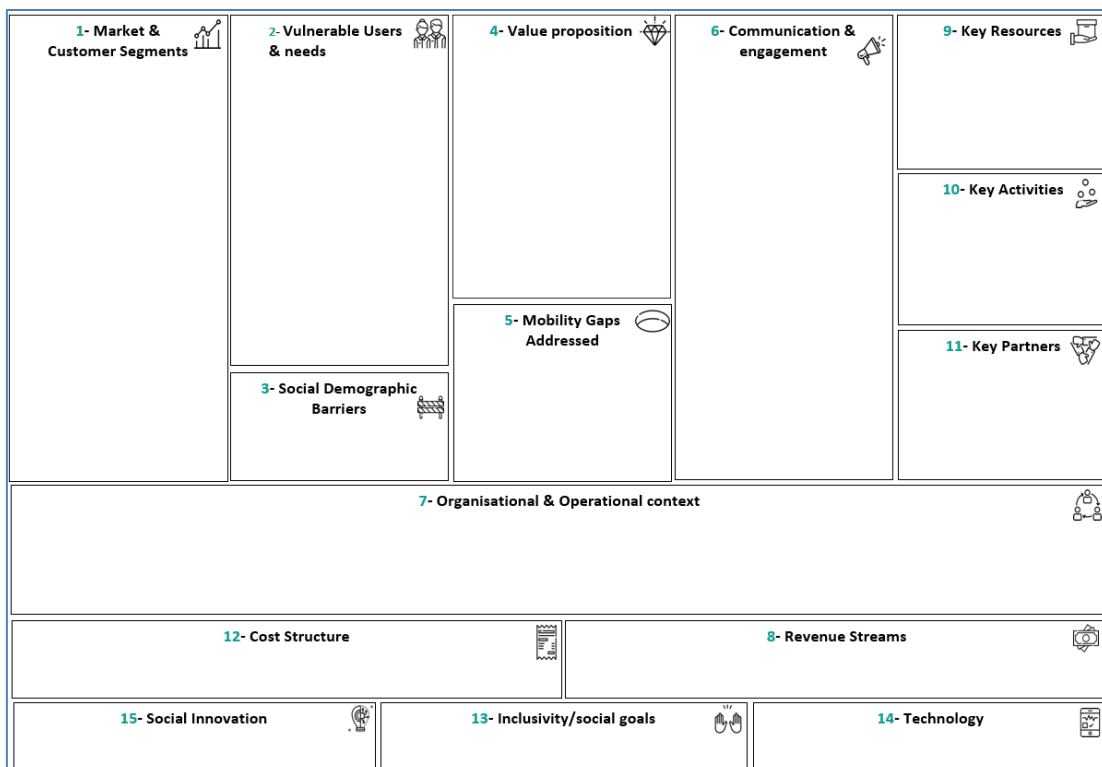 1- Market &
Customer Segments
2- Vulnerable Users
& needs
3- Social Demographic
Barriers
4- Value proposition
5- Mobility Gaps
Addressed
6- Communication &
engagement
9- Key Resources
10- Key Activities
11- Key Partners
7- Organisational & Operational context
12- Cost Structure
8- Revenue Streams
15- Social Innovation
13- Inclusivity/social goals
14- Technology